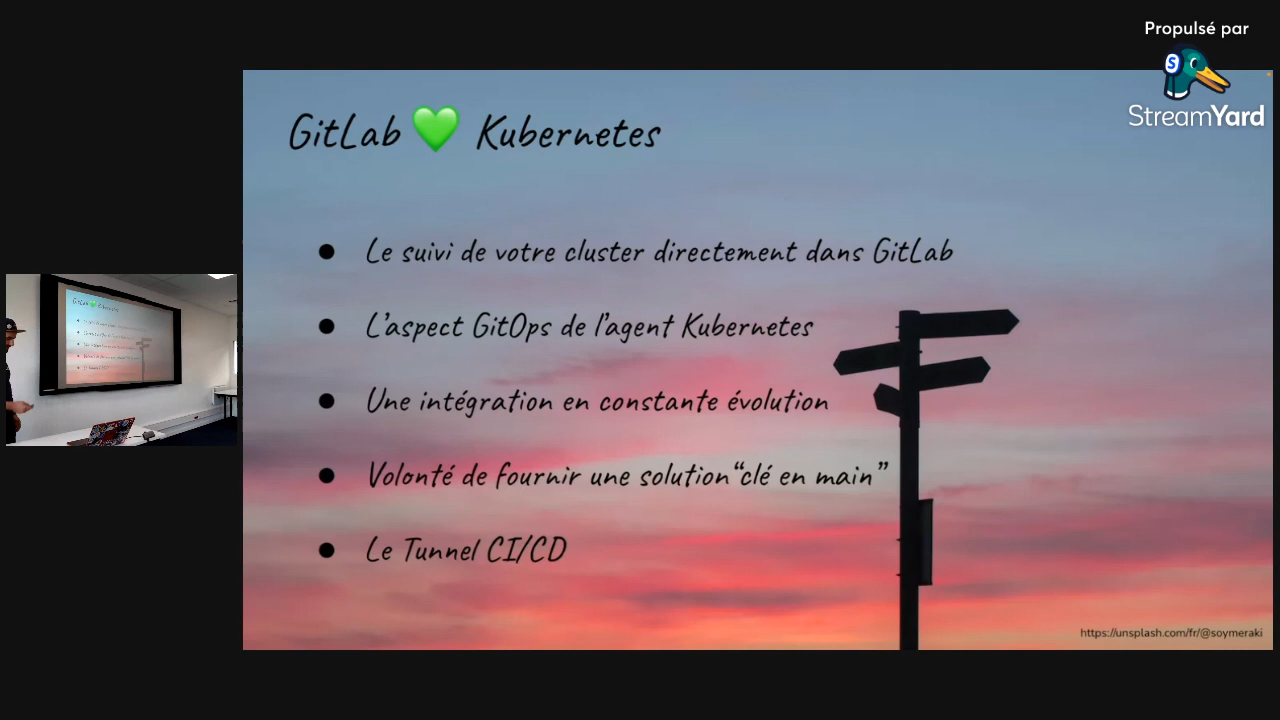 Propulsé par
StreamYard
GitLab 💚 Kubernetes
● Le suivi de votre cluster directement dans GitLab
● L’aspect GitOps de l’agent Kubernetes
● Une intégration en constante évolution
● Volonté de fournir une solution“clé en main”
● Le Tunnel CI/CD
https://unsplash.com/fr/@soymeraki